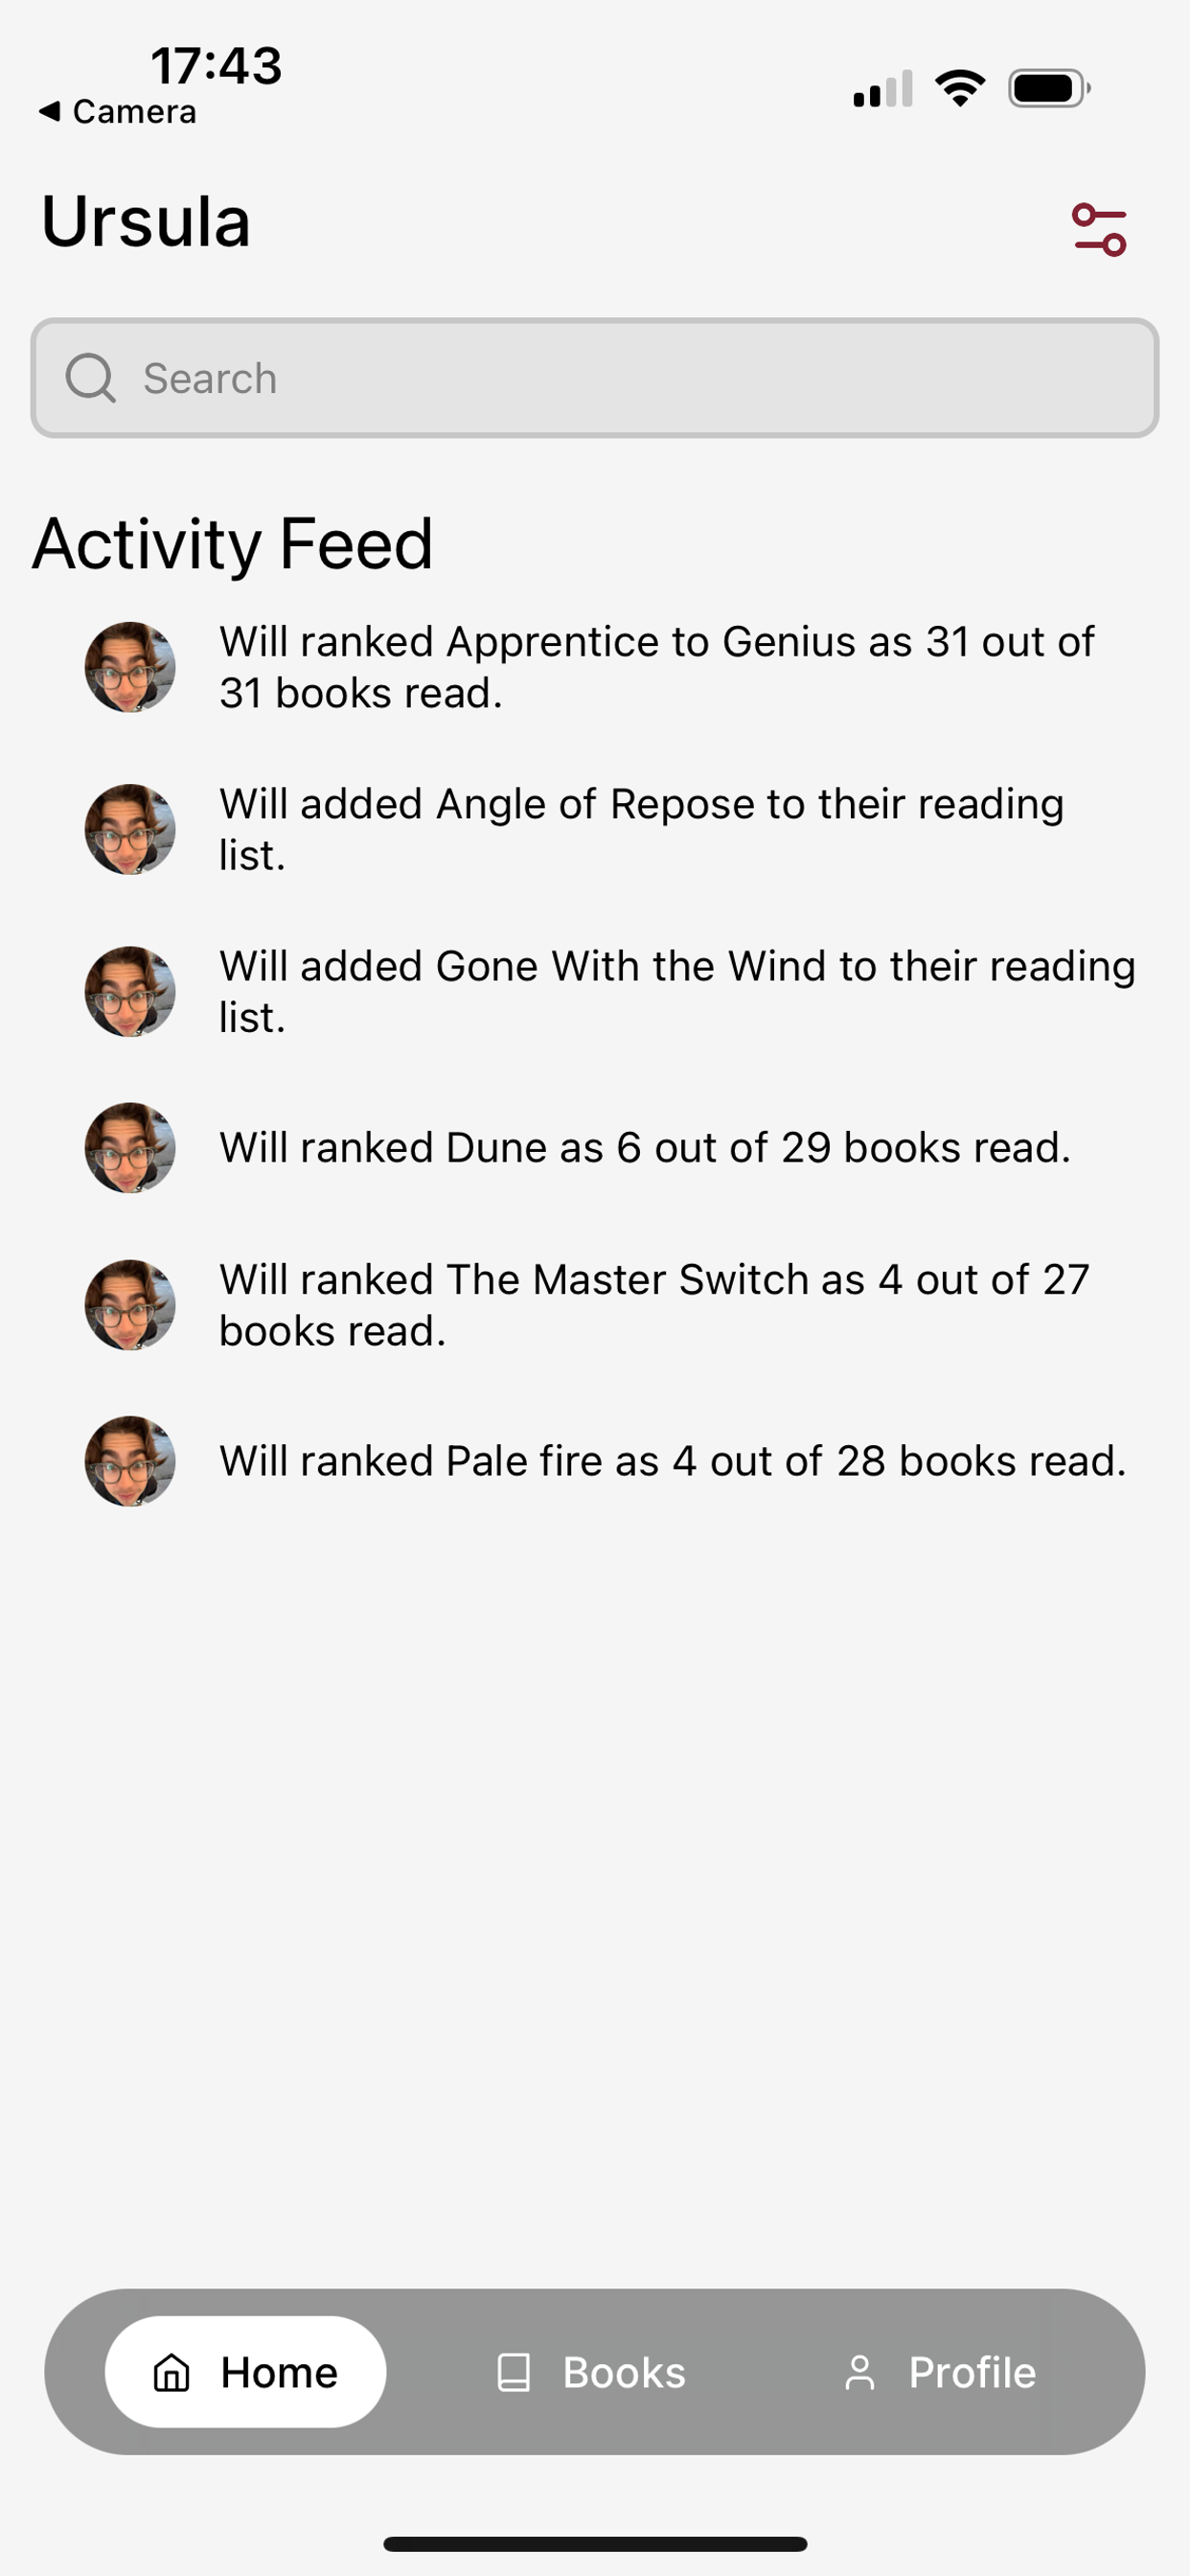 17:43
Camera
Ursula
Search
Activity Feed
Will ranked Apprentice to Genius as 31 out of
31 books read.
Will added Angle of Repose to their reading
list.
Will added Gone With the Wind to their reading
list.
Will ranked Dune as 6 out of 29 books read.
Will ranked The Master Switch as 4 out of 27
books read.
Will ranked Pale fire as 4 out of 28 books read.
Home
Books
Profile